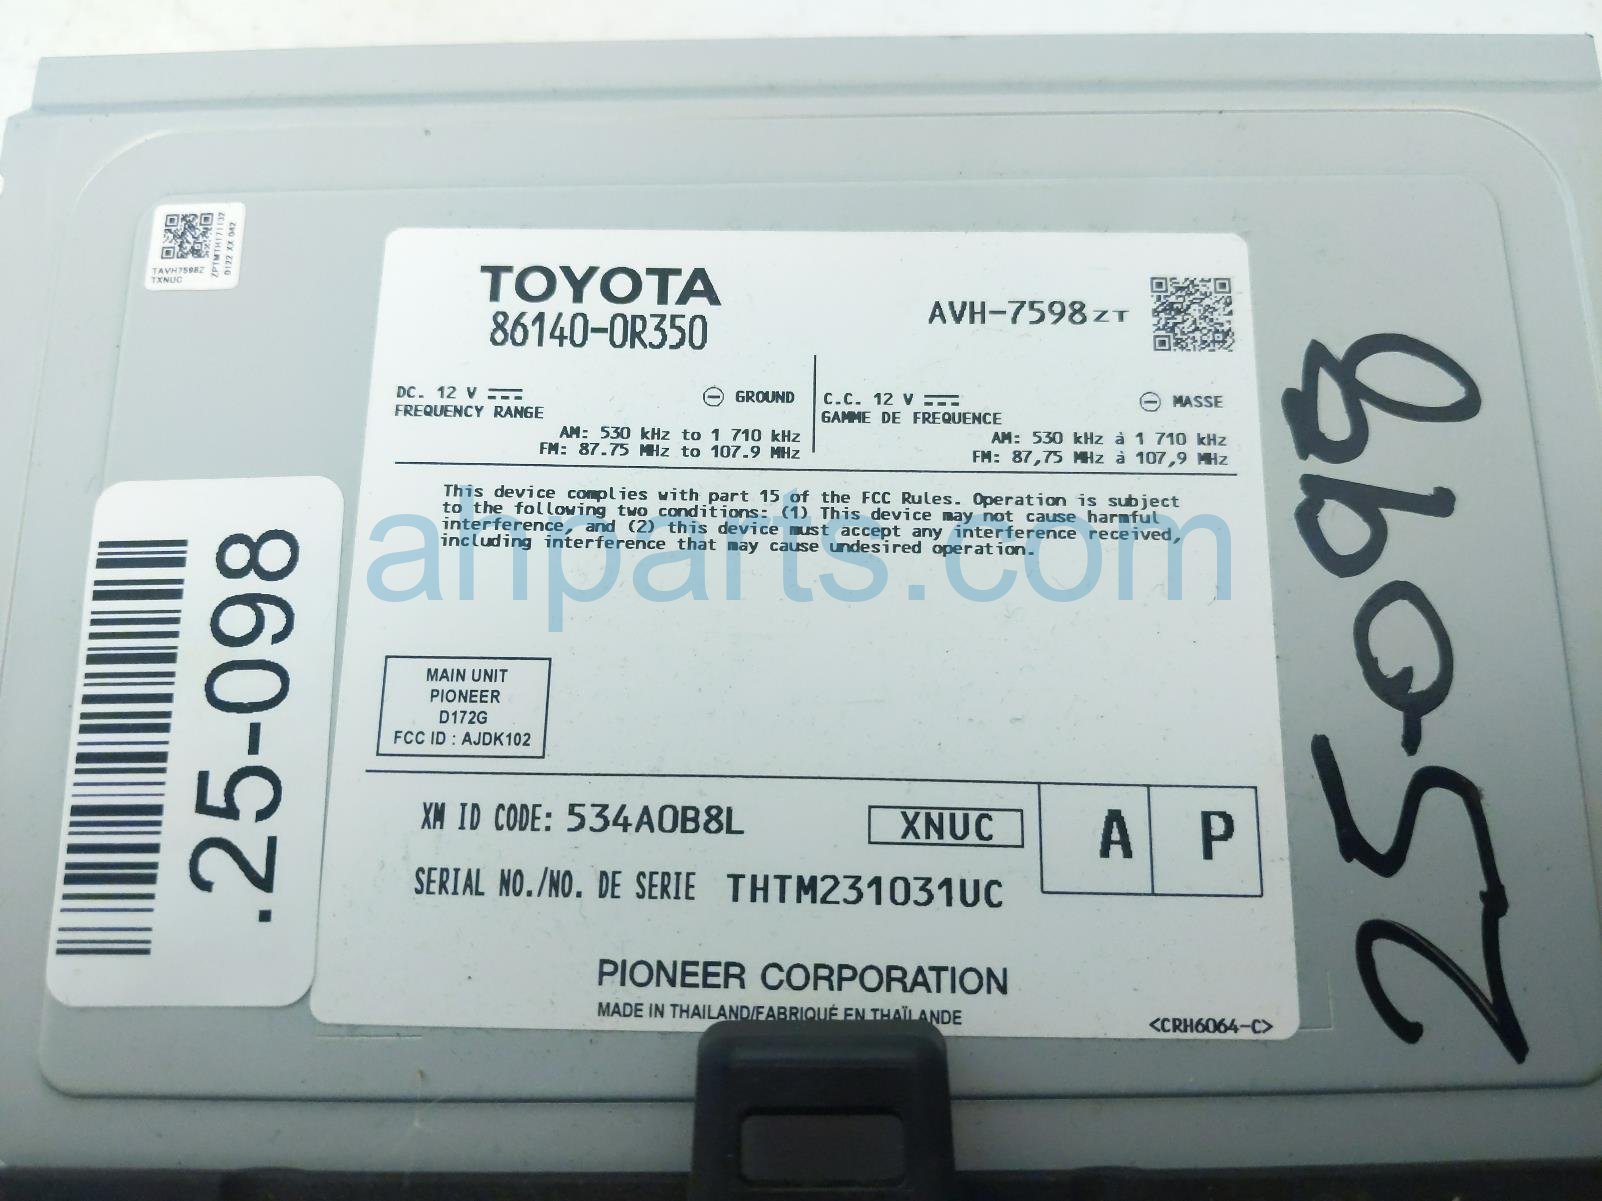 TAVH7598Z
TXNUC
ZPTMTH171132
0122 XX 042
TOYOTA
86140-0R350
AVH-7598ZT
DC. 12 V
GROUND
FREQUENCY RANGE
AM: 530 kHz to 1 710 kHz
FM: 87.75 MHz to 107.9 MHz
C.C. 12 V
MASSE
GAMME DE FREQUENCE
AM: 530 kHz à 1 710 kHz
FM: 87,75 MHz à 107,9 MHz
This device complies with part 15 of the FCC Rules. Operation is subject
to the following two conditions: (1) This device may not cause harmful
interference, and (2) this device must accept any interference received,
including interference that may cause undesired operation.
ahparts.com
MAIN UNIT
PIONEER
D172G
FCC ID : AJDK102
XM ID CODE: 534A0B8L
XNUC
A P
SERIAL NO./NO. DE SERIE THTM231031UC
PIONEER CORPORATION
MADE IN THAILAND/FABRIQUÉ EN THAÏLANDE
<CRH6064-C>
.25-098
25-098